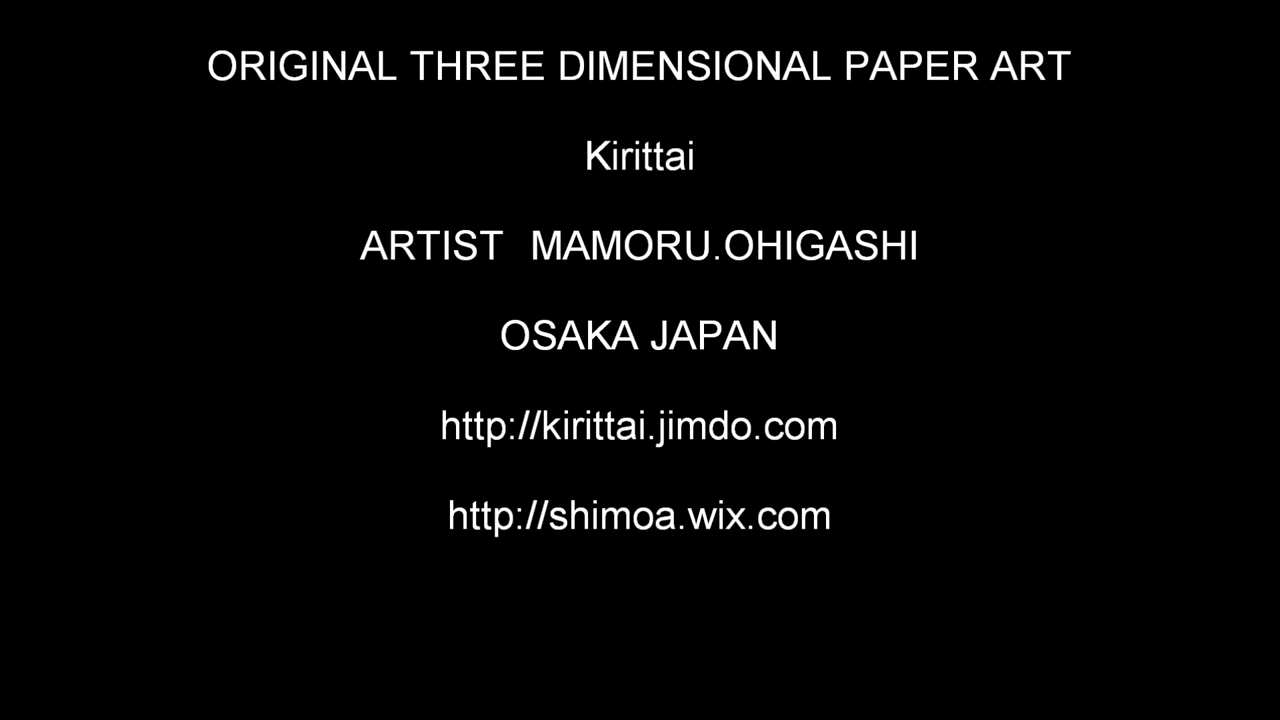 ORIGINAL THREE DIMENSIONAL PAPER ART
Kirittai
ARTIST  MAMORU.OHIGASHI
OSAKA JAPAN
http://kirittai.jimdo.com
http://shimoa.wix.com